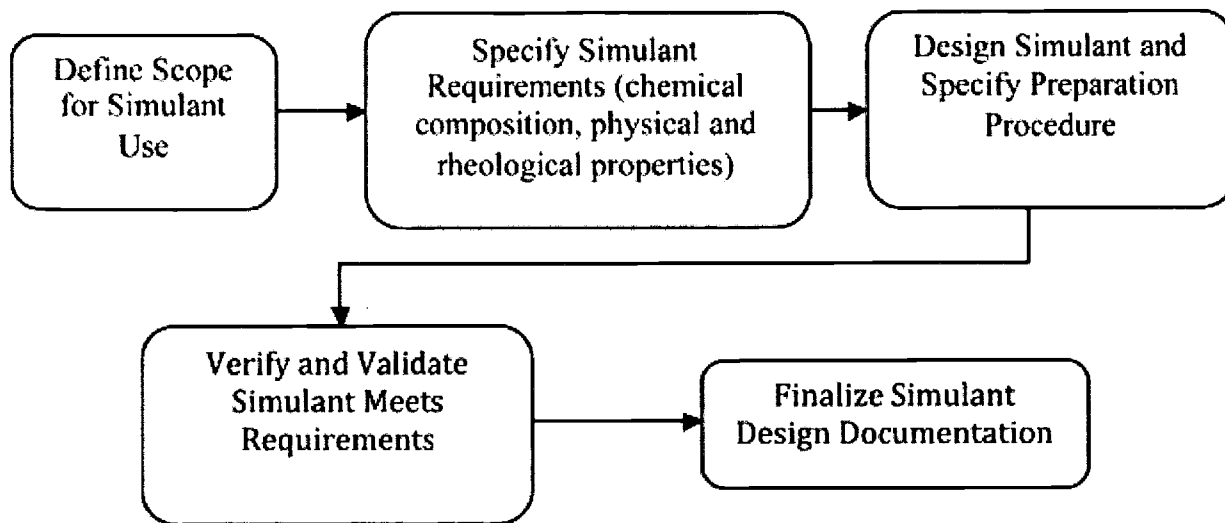 Define Scope
for Simulant
Use
Specify Simulant
Requirements (chemical
composition, physical and
rheological properties)
Design Simulant and
Specify Preparation
Procedure
Verify and Validate
Simulant Meets
Requirements
Finalize Simulant
Design Documentation